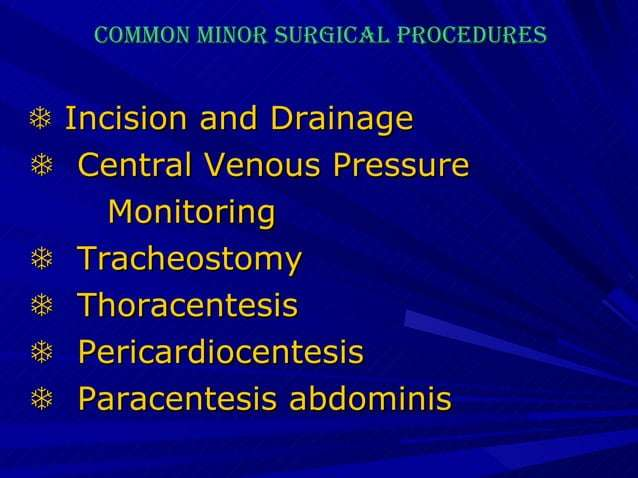 COMMON MINOR SURGICAL PROCEDURES
❄ Incision and Drainage
❄ Central Venous Pressure
Monitoring
❄ Tracheostomy
❄ Thoracentesis
❄ Pericardiocentesis
❄ Paracentesis abdominis